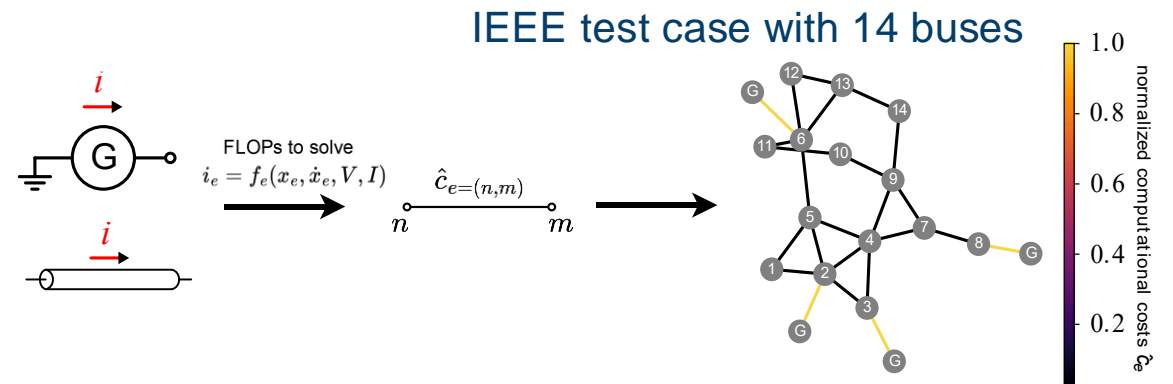 IEEE test case with 14 buses
i
G
FLOPs to solve
i_e = f_e(x_e, ẋ_e, V, I)
i
ĉ_{e=(n,m)}
n
m
12
13
G
14
6
11
10
9
5
7
4
8
G
1
2
3
G
G
1.0
0.8
0.6
0.4
0.2
normalized computational costs ĉ_e